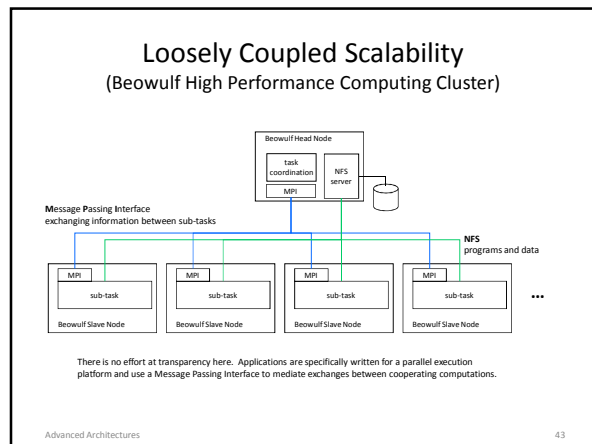 Loosely Coupled Scalability
(Beowulf High Performance Computing Cluster)
Beowulf Head Node
task
coordination
NFS
server
MPI
Message Passing Interface
exchanging information between sub-tasks
NFS
programs and data
MPI
MPI
MPI
MPI
sub-task
sub-task
sub-task
sub-task
...
Beowulf Slave Node
Beowulf Slave Node
Beowulf Slave Node
Beowulf Slave Node
There is no effort at transparency here. Applications are specifically written for a parallel execution
platform and use a Message Passing Interface to mediate exchanges between cooperating computations.
Advanced Architectures
43